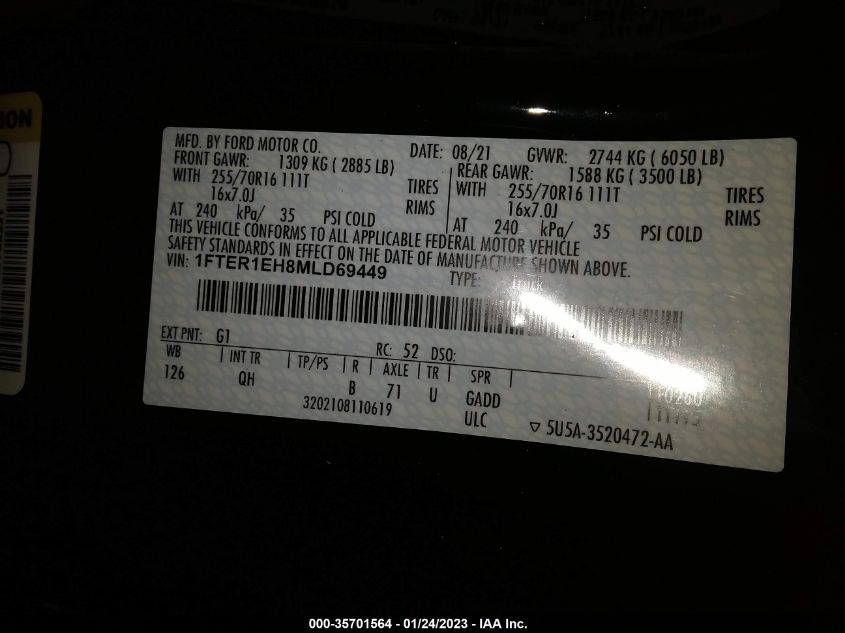 MFD. BY FORD MOTOR CO. DATE: 08/21 GVWR: 2744 KG ( 6050 LB)
FRONT GAWR: 1309 KG ( 2885 LB) REAR GAWR: 1588 KG ( 3500 LB)
WITH 255/70R16 111T TIRES WITH 255/70R16 111T TIRES
16x7.0J RIMS 16x7.0J RIMS
AT 240 kPa/ 35 PSI COLD AT 240 kPa/ 35 PSI COLD
THIS VEHICLE CONFORMS TO ALL APPLICABLE FEDERAL MOTOR VEHICLE
SAFETY STANDARDS IN EFFECT ON THE DATE OF MANUFACTURE SHOWN ABOVE.
VIN: 1FTER1EH8MLD69449 TYPE: Truck
EXT PNT: G1 RC: 52 DSO:
WB INT TR TP/PS R AXLE TR SPR
126 QH B 71 U GADD
3202108110619 ULC
▽ 5U5A-3520472-AA
000-35701564 - 01/24/2023 - IAA Inc.